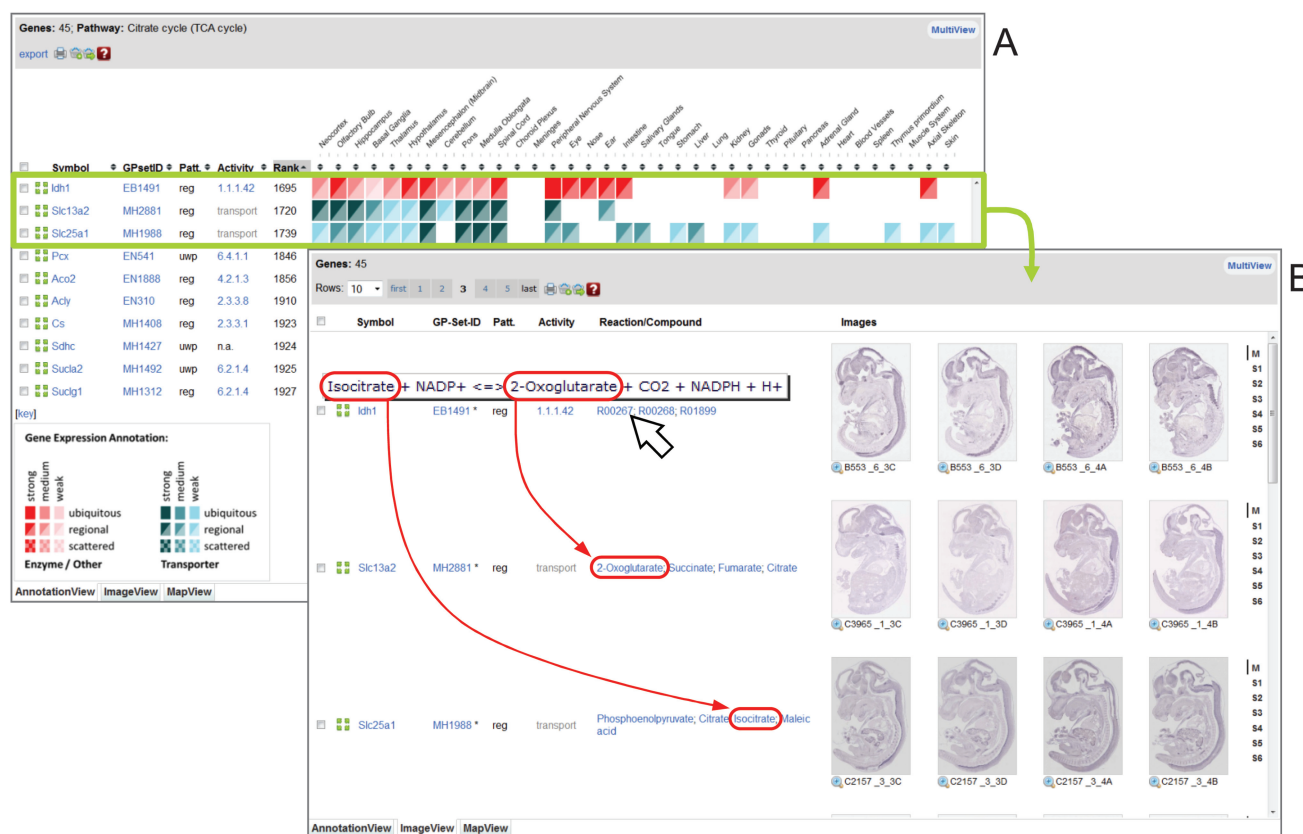 Genes: 45; Pathway: Citrate cycle (TCA cycle)
MultiView
A
export ?
Neocortex
Olfactory Bulb
Hippocampus
Basal Ganglia
Thalamus
Hypothalamus
Mesencephalon (Midbrain)
Cerebellum
Pons
Medulla Oblongata
Spinal Cord
Choroid Plexus
Meninges
Peripheral Nervous System
Eye
Nose
Ear
Intestine
Salivary Glands
Tongue
Stomach
Liver
Lung
Kidney
Gonads
Thyroid
Pituitary
Pancreas
Adrenal Gland
Heart
Blood Vessels
Spleen
Thymus primordium
Muscle System
Axial Skeleton
Skin
Symbol GPsetID Patt. Activity Rank
Idh1 EB1491 reg 1.1.1.42 1695
Slc13a2 MH2881 reg transport 1720
Slc25a1 MH1988 reg transport 1739
Pcx EN541 uwp 6.4.1.1 1846
Aco2 EN1888 reg 4.2.1.3 1856
Acly EN310 reg 2.3.3.8 1910
Cs MH1408 reg 2.3.3.1 1923
Sdhc MH1427 uwp n.a. 1924
Sucla2 MH1492 uwp 6.2.1.4 1925
Suclg1 MH1312 reg 6.2.1.4 1927
[key]
Gene Expression Annotation:
strong
medium
weak
strong
medium
weak
ubiquitous ubiquitous
regional regional
scattered scattered
Enzyme / Other Transporter
AnnotationView ImageView MapView
B
Genes: 45
MultiView
Rows: 10 first 1 2 3 4 5 last ?
Symbol GP-Set-ID Patt. Activity Reaction/Compound Images
Isocitrate + NADP+ <=> 2-Oxoglutarate + CO2 + NADPH + H+
Idh1 EB1491 * reg 1.1.1.42 R00267; R00268; R01899
M
S1
S2
S3
S4
S5
S6
B553 _6_3C B553 _6_3D B553 _6_4A B553 _6_4B
Slc13a2 MH2881 * reg transport 2-Oxoglutarate; Succinate; Fumarate; Citrate
M
S1
S2
S3
S4
S5
S6
C3965 _1_3C C3965 _1_3D C3965 _1_4A C3965 _1_4B
Slc25a1 MH1988 * reg transport Phosphoenolpyruvate; Citrate; Isocitrate; Maleic
acid
M
S1
S2
S3
S4
S5
S6
C2157 _3_3C C2157 _3_3D C2157 _3_4A C2157 _3_4B
AnnotationView ImageView MapView